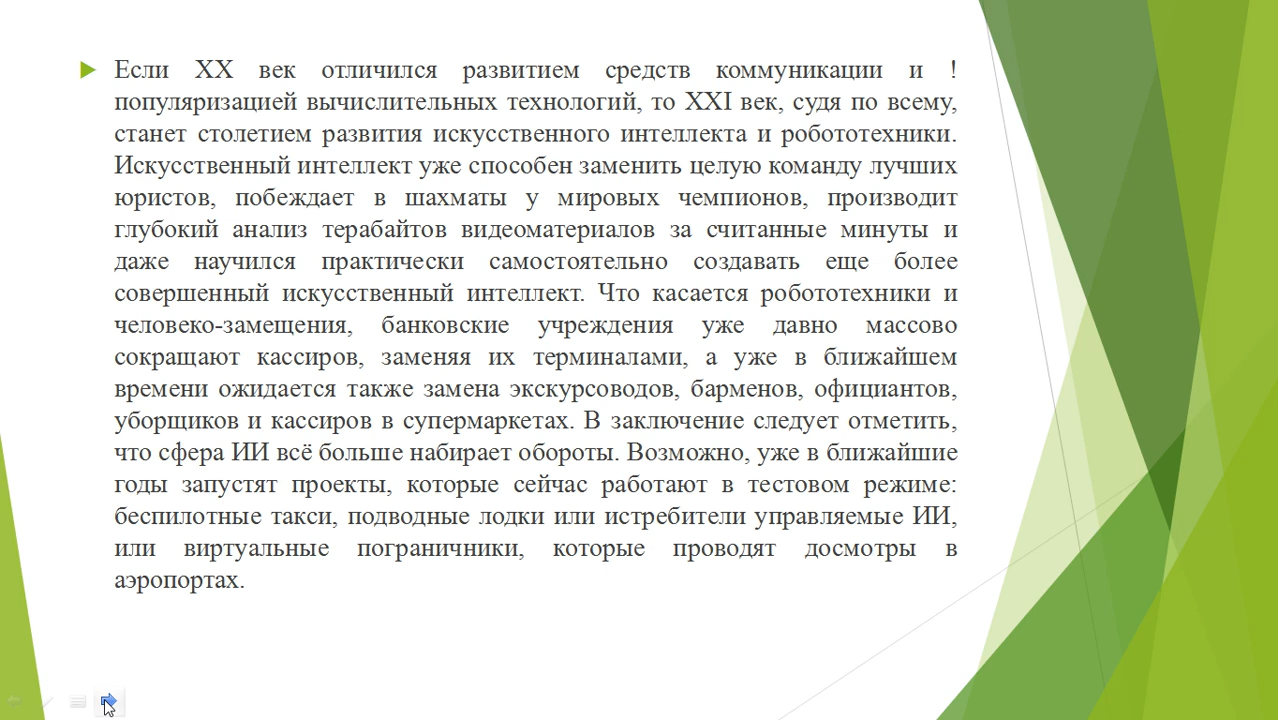 Если XX век отличился развитием средств коммуникации и !
популяризацией вычислительных технологий, то XXI век, судя по всему,
станет столетием развития искусственного интеллекта и робототехники.
Искусственный интеллект уже способен заменить целую команду лучших
юристов, побеждает в шахматы у мировых чемпионов, производит
глубокий анализ терабайтов видеоматериалов за считанные минуты и
даже научился практически самостоятельно создавать еще более
совершенный искусственный интеллект. Что касается робототехники и
человеко-замещения, банковские учреждения уже давно массово
сокращают кассиров, заменяя их терминалами, а уже в ближайшем
времени ожидается также замена экскурсоводов, барменов, официантов,
уборщиков и кассиров в супермаркетах. В заключение следует отметить,
что сфера ИИ всё больше набирает обороты. Возможно, уже в ближайшие
годы запустят проекты, которые сейчас работают в тестовом режиме:
беспилотные такси, подводные лодки или истребители управляемые ИИ,
или виртуальные пограничники, которые проводят досмотры в
аэропортах.